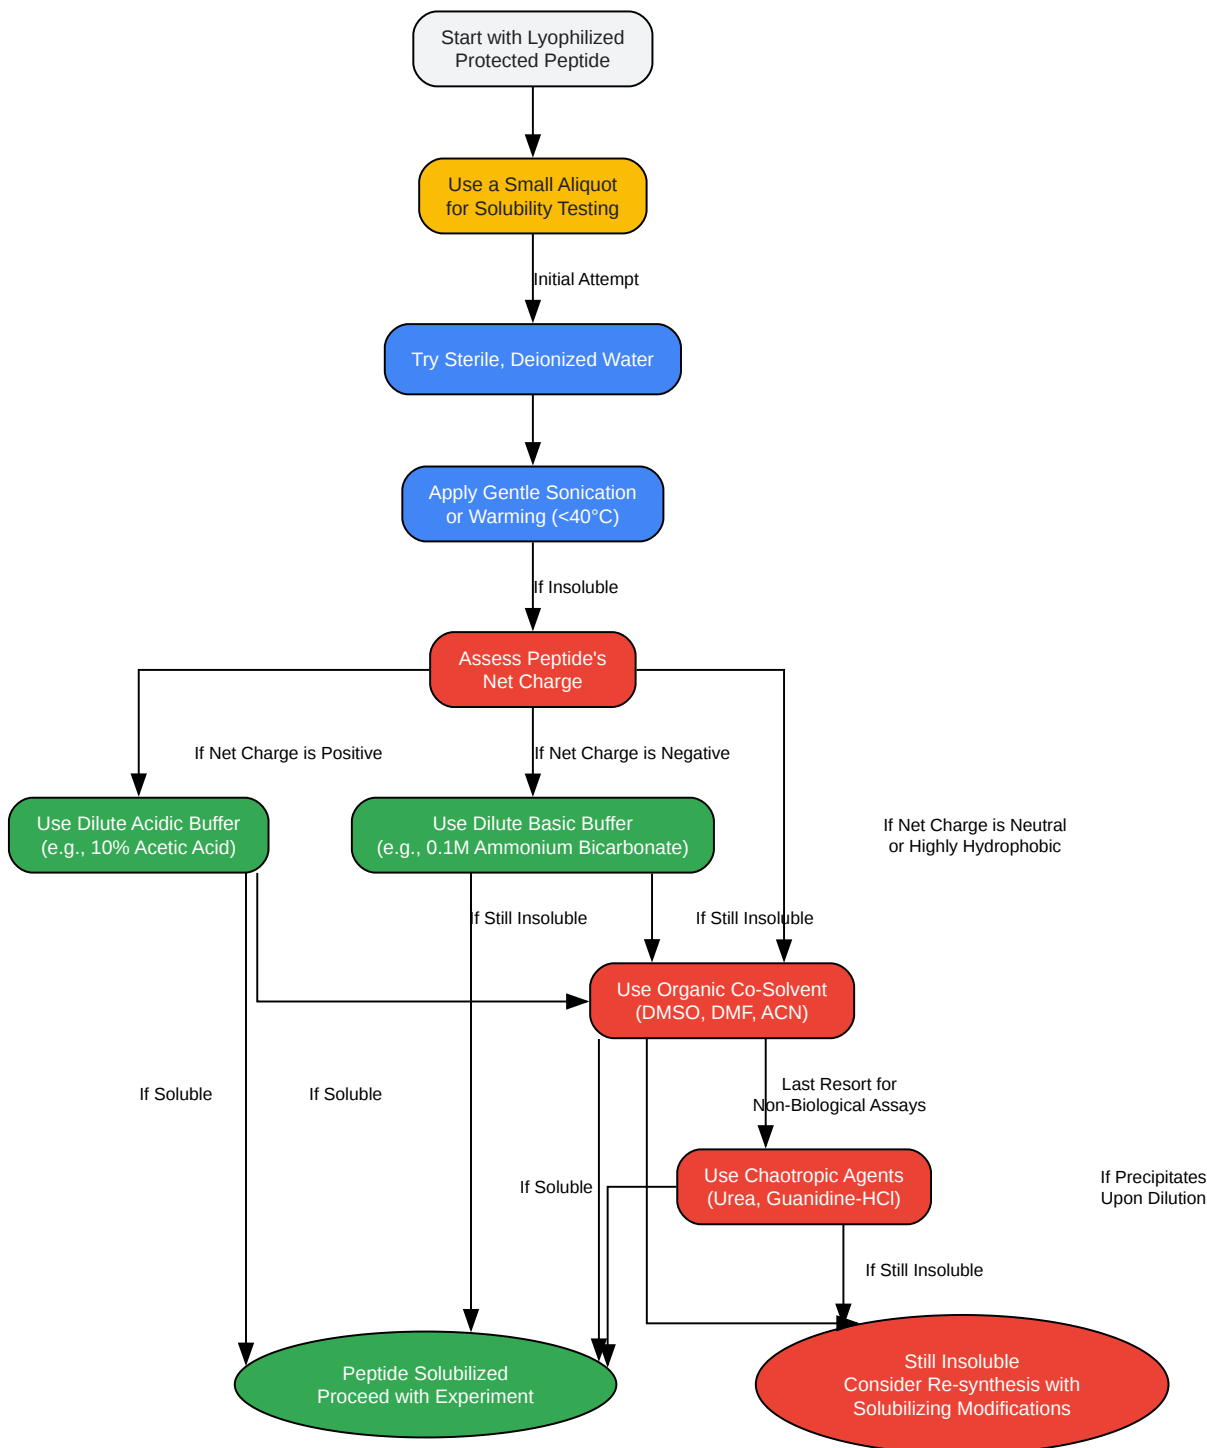 Start with Lyophilized
Protected Peptide
Use a Small Aliquot
for Solubility Testing
Initial Attempt
Try Sterile, Deionized Water
Apply Gentle Sonication
or Warming (<40°C)
If Insoluble
Assess Peptide's
Net Charge
If Net Charge is Positive
If Net Charge is Negative
Use Dilute Acidic Buffer
(e.g., 10% Acetic Acid)
Use Dilute Basic Buffer
(e.g., 0.1M Ammonium Bicarbonate)
If Net Charge is Neutral
or Highly Hydrophobic
If Still Insoluble
If Still Insoluble
Use Organic Co-Solvent
(DMSO, DMF, ACN)
If Soluble
If Soluble
Last Resort for
Non-Biological Assays
If Soluble
Use Chaotropic Agents
(Urea, Guanidine-HCl)
If Precipitates
Upon Dilution
If Still Insoluble
Peptide Solubilized
Proceed with Experiment
Still Insoluble
Consider Re-synthesis with
Solubilizing Modifications